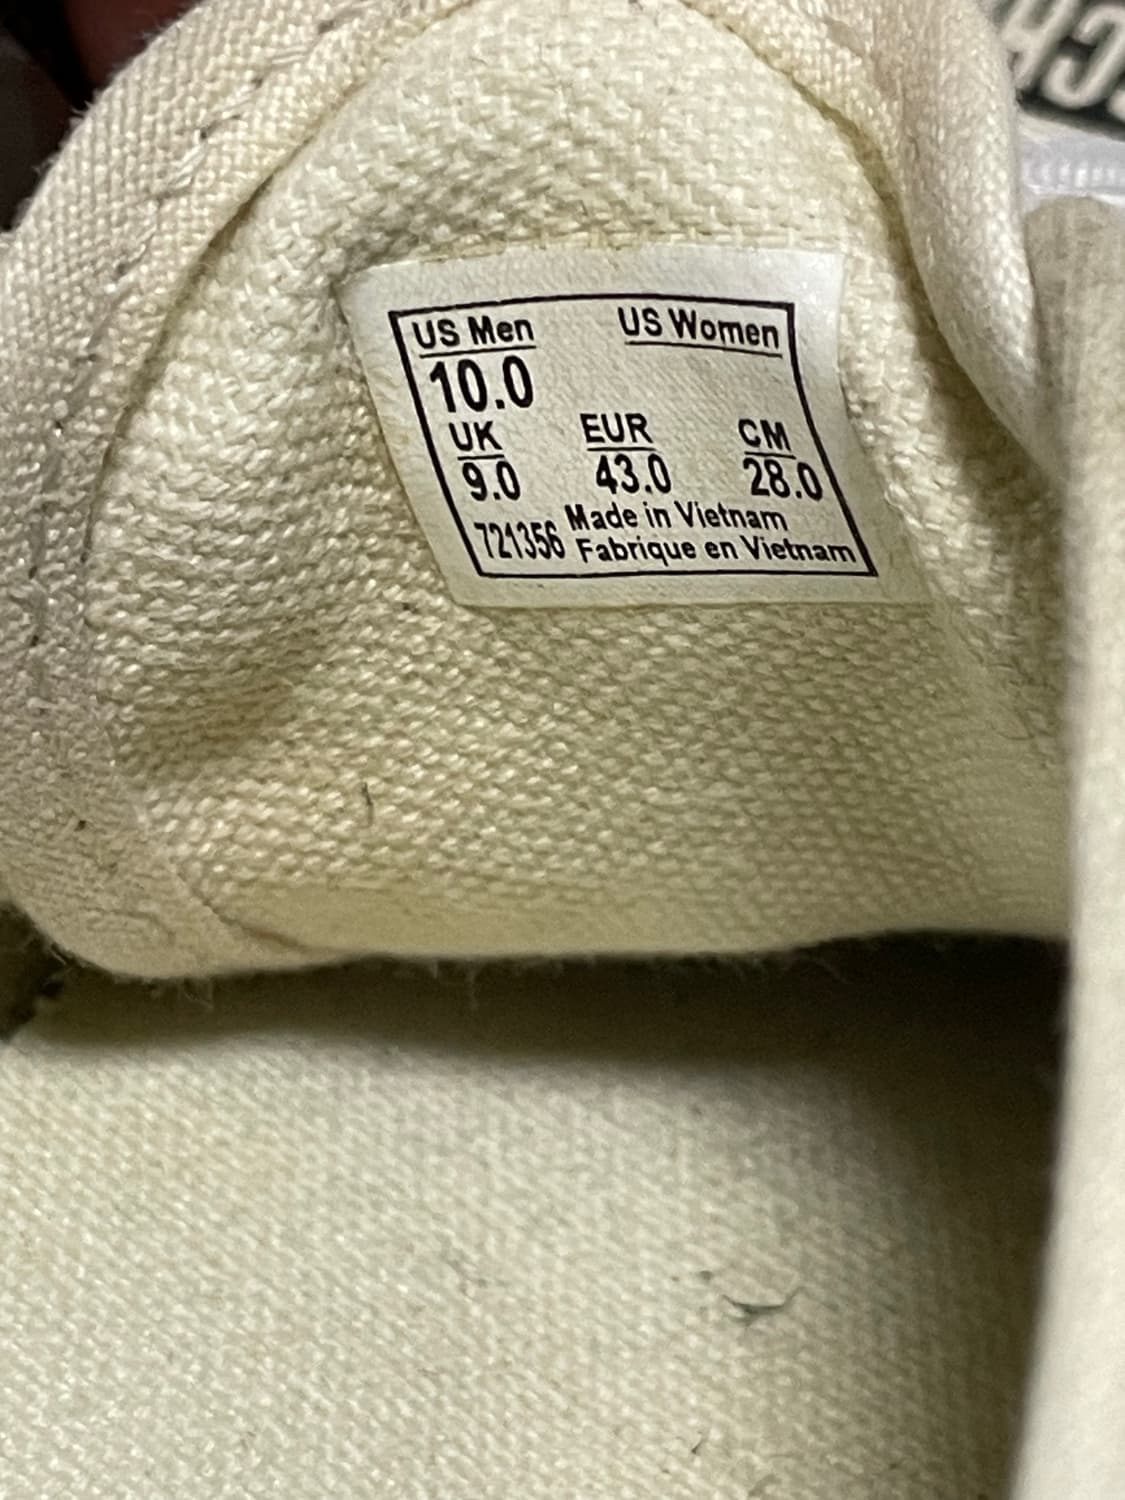 US Men US Women
10.0
UK EUR CM
9.0 43.0 28.0
721356 Made in Vietnam
Fabrique en Vietnam